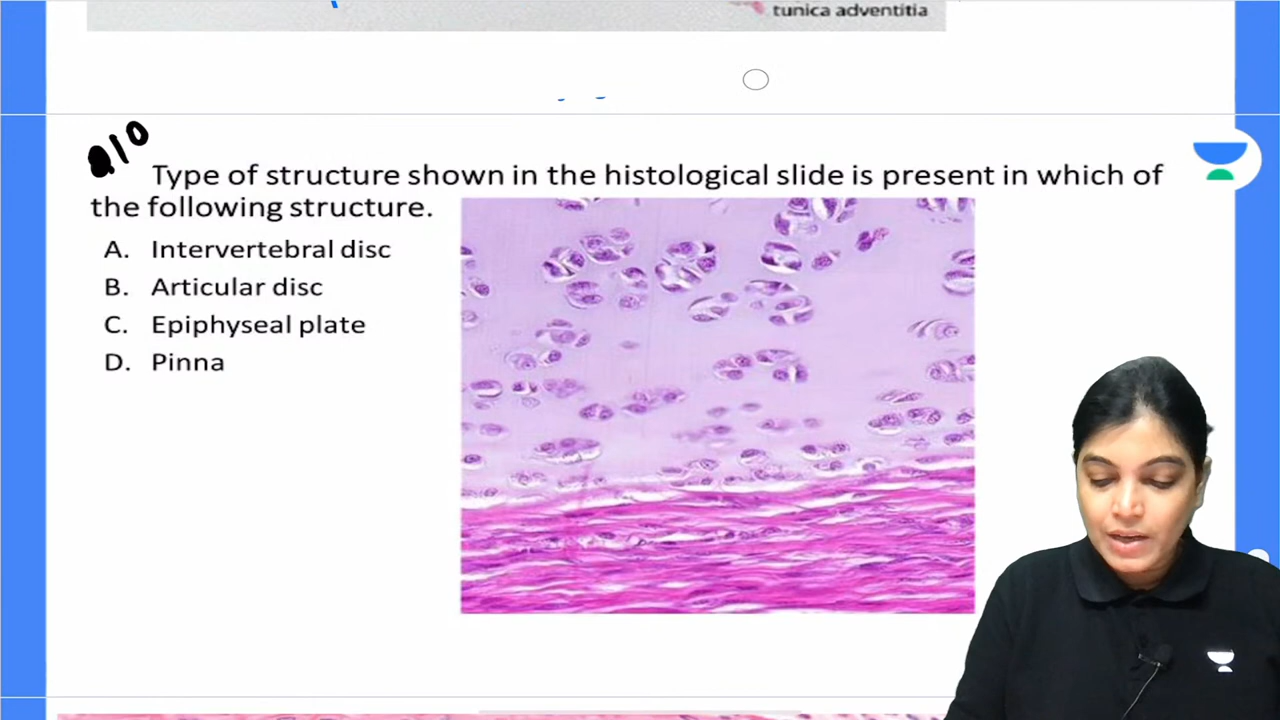 tunica adventitia
Q10
Type of structure shown in the histological slide is present in which of
the following structure.
A. Intervertebral disc
B. Articular disc
C. Epiphyseal plate
D. Pinna